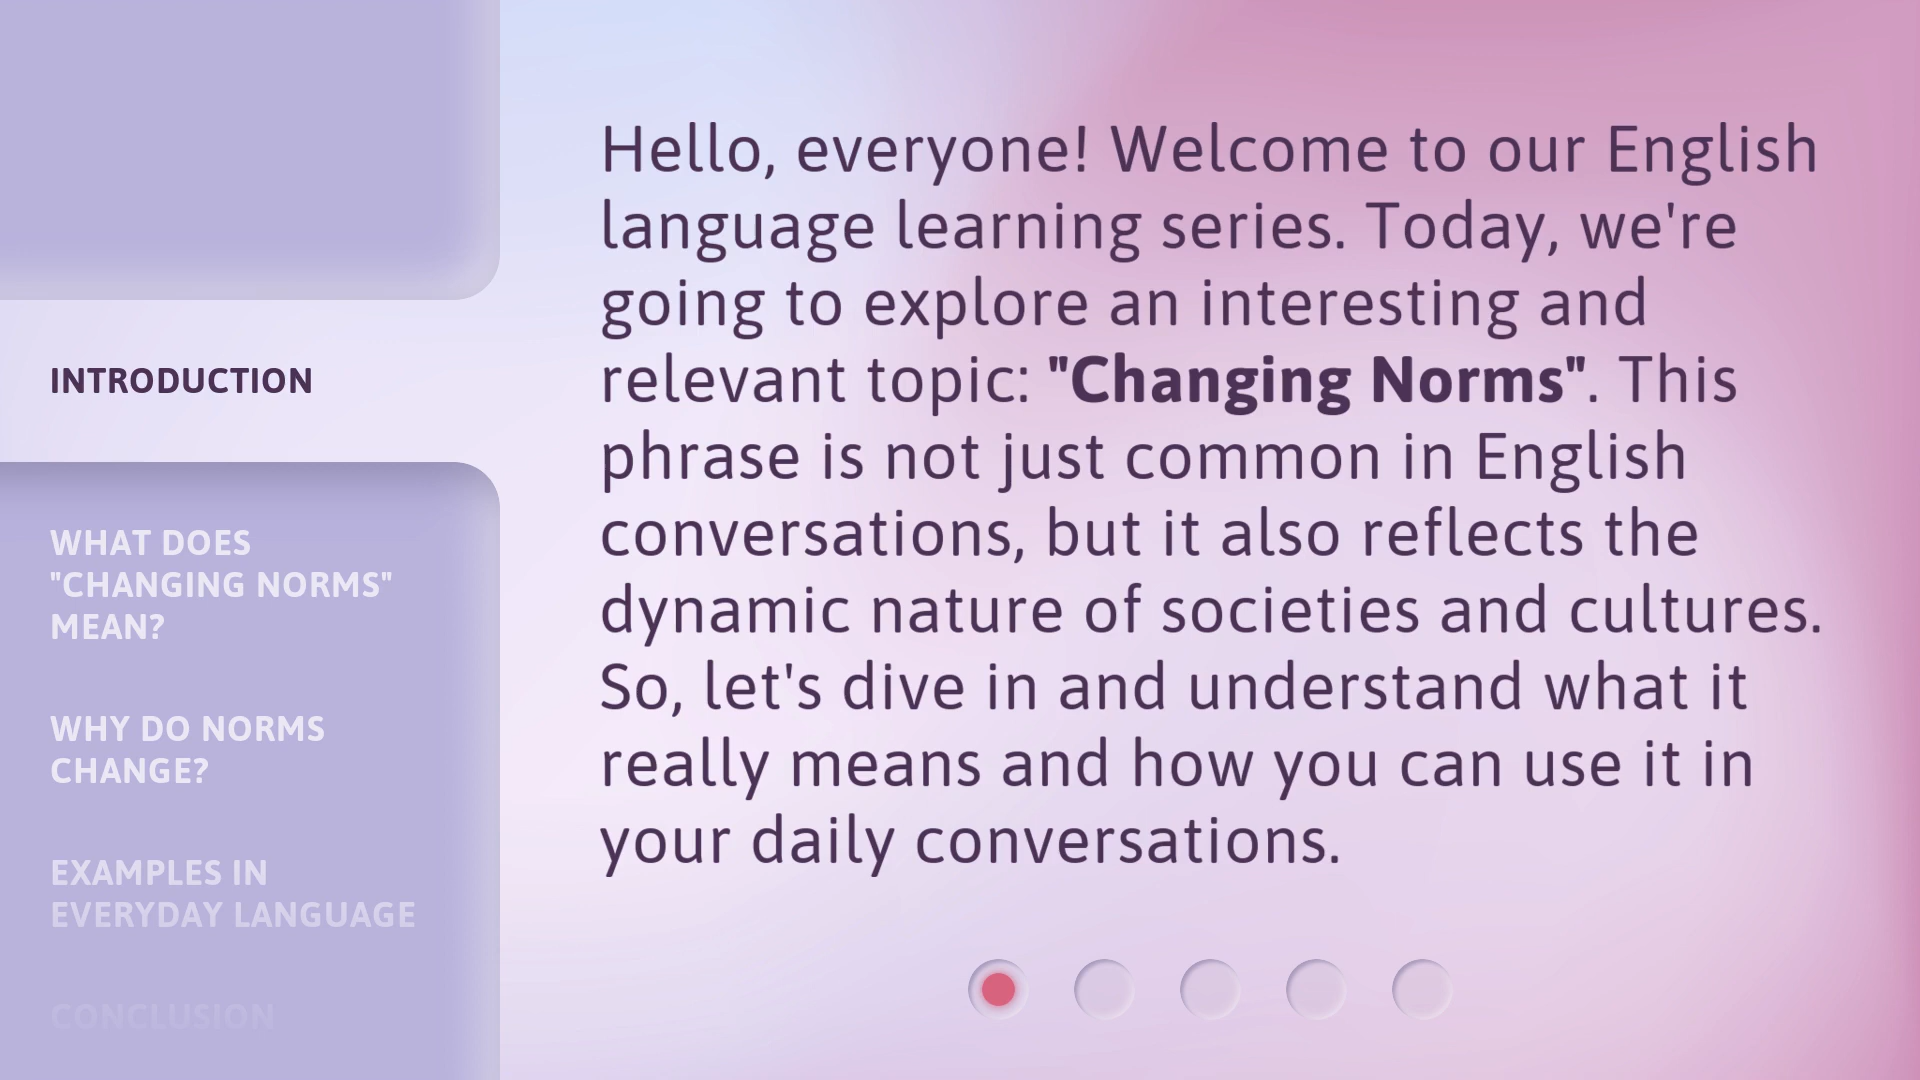 INTRODUCTION
WHAT DOES
"CHANGING NORMS"
MEAN?
WHY DO NORMS
CHANGE?
EXAMPLES IN
EVERYDAY LANGUAGE
CONCLUSION
Hello, everyone! Welcome to our English
language learning series. Today, we're
going to explore an interesting and
relevant topic: "Changing Norms". This
phrase is not just common in English
conversations, but it also reflects the
dynamic nature of societies and cultures.
So, let's dive in and understand what it
really means and how you can use it in
your daily conversations.